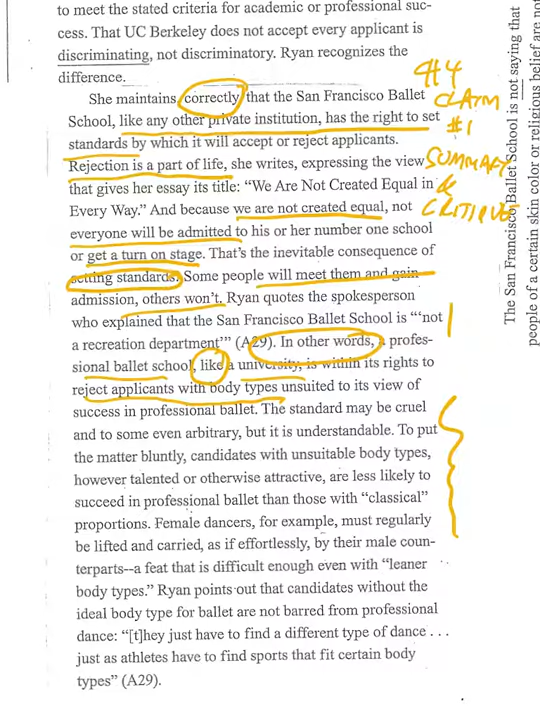 to meet the stated criteria for academic or professional suc-
cess. That UC Berkeley does not accept every applicant is
discriminating, not discriminatory. Ryan recognizes the
difference.
She maintains correctly that the San Francisco Ballet
School, like any other private institution, has the right to set
standards by which it will accept or reject applicants.
Rejection is a part of life, she writes, expressing the view
that gives her essay its title: “We Are Not Created Equal in
Every Way.” And because we are not created equal, not
everyone will be admitted to his or her number one school
or get a turn on stage. That’s the inevitable consequence of
setting standards. Some people will meet them and gain
admission, others won’t. Ryan quotes the spokesperson
who explained that the San Francisco Ballet School is “‘not
a recreation department’” (A29). In other words, a profes-
sional ballet school, like a university, is within its rights to
reject applicants with body types unsuited to its view of
success in professional ballet. The standard may be cruel
and to some even arbitrary, but it is understandable. To put
the matter bluntly, candidates with unsuitable body types,
however talented or otherwise attractive, are less likely to
succeed in professional ballet than those with “classical”
proportions. Female dancers, for example, must regularly
be lifted and carried, as if effortlessly, by their male coun-
terparts--a feat that is difficult enough even with “leaner
body types.” Ryan points out that candidates without the
ideal body type for ballet are not barred from professional
dance: “[t]hey just have to find a different type of dance . . .
just as athletes have to find sports that fit certain body
types” (A29).
#4
CLAIM
#1
SUMMARY
&
CRITIQUE
The San Francisco Ballet School is not saying that
people of a certain skin color or religious belief are not